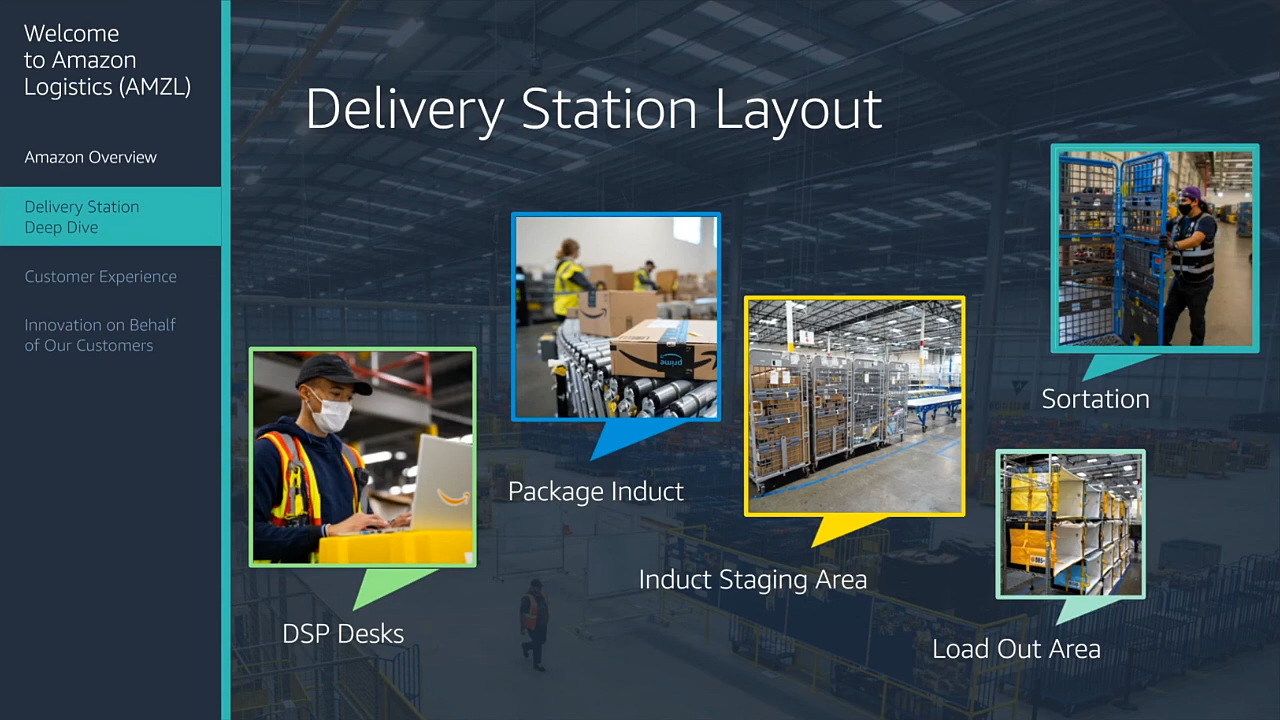 Welcome
to Amazon
Logistics (AMZL)
Amazon Overview
Delivery Station
Deep Dive
Customer Experience
Innovation on Behalf
of Our Customers
Delivery Station Layout
prime
DSP Desks
Package Induct
Induct Staging Area
Sortation
Load Out Area